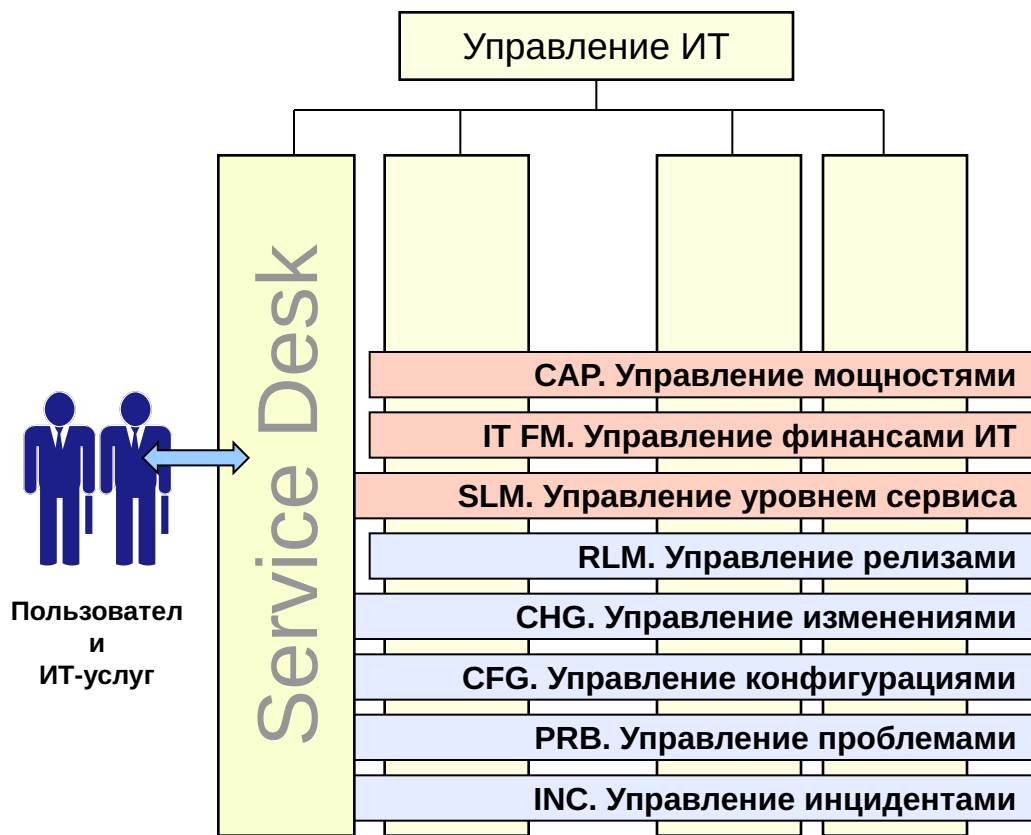 Управление ИТ
Service Desk
CAP. Управление мощностями
IT FM. Управление финансами ИТ
SLM. Управление уровнем сервиса
RLM. Управление релизами
CHG. Управление изменениями
CFG. Управление конфигурациями
PRB. Управление проблемами
INC. Управление инцидентами
Пользовател
и
ИТ-услуг